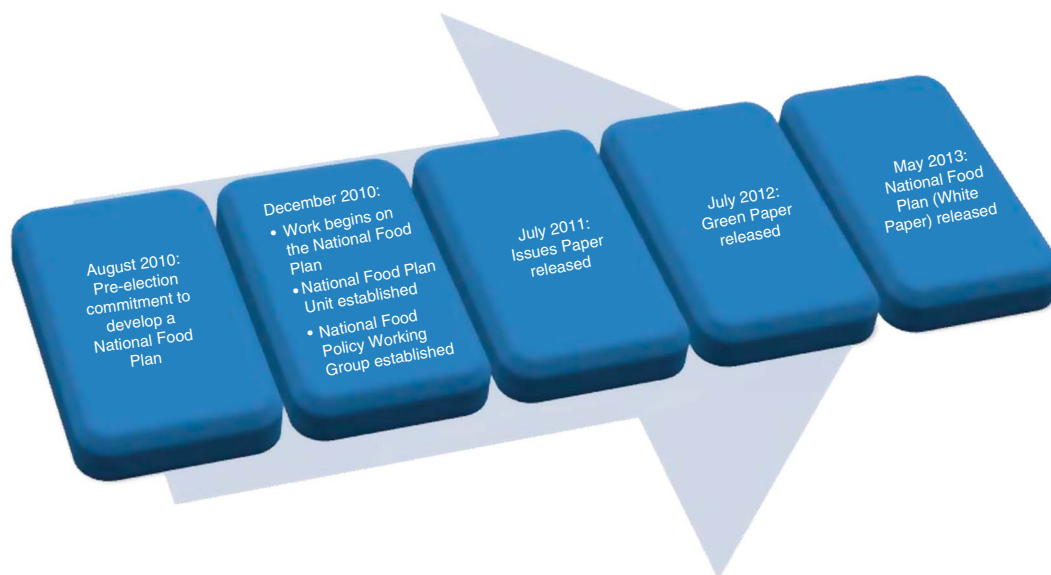 August 2010:
Pre-election
commitment to
develop a
National Food
Plan
December 2010:
• Work begins on
the National Food
Plan
• National Food Plan
Unit established
• National Food
Policy Working
Group established
July 2011:
Issues Paper
released
July 2012:
Green Paper
released
May 2013:
National Food
Plan (White
Paper) released